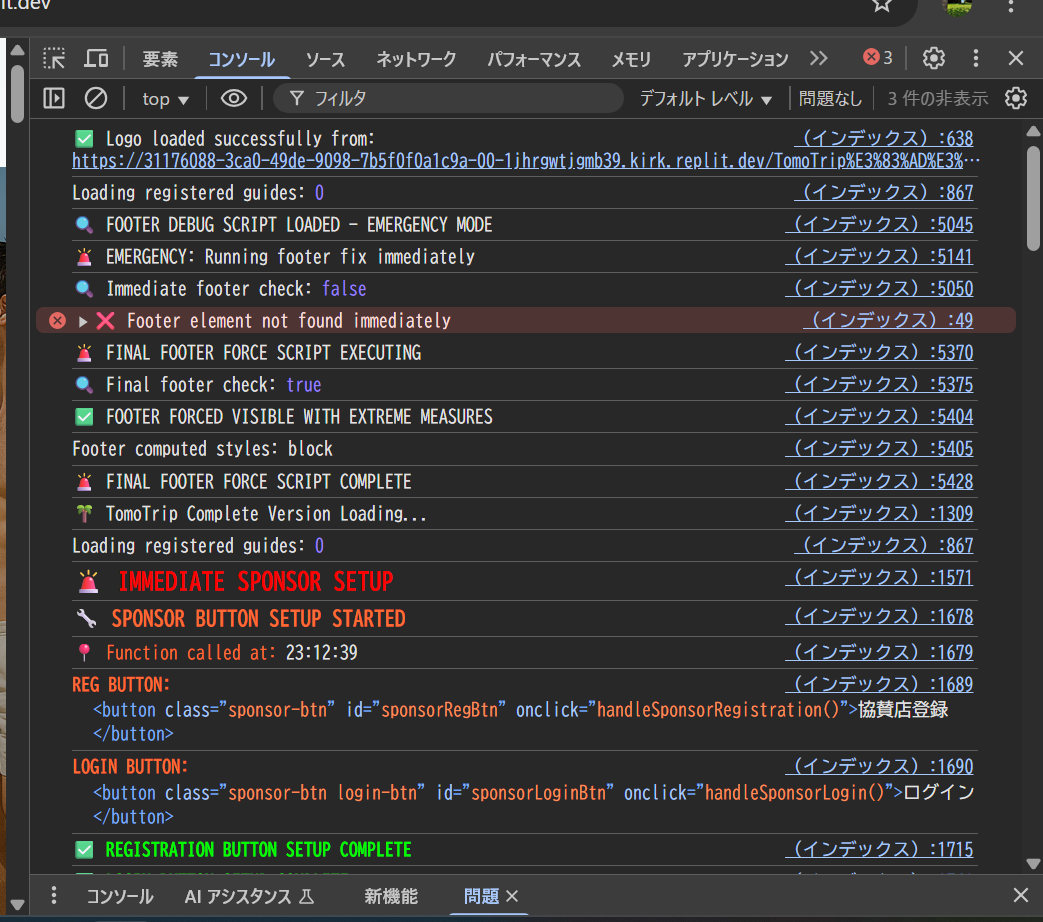 lt.dev
要素 コンソール ソース ネットワーク パフォーマンス メモリ アプリケーション 3
top フィルタ デフォルト レベル 問題なし 3 件の非表示
Logo loaded successfully from: (インデックス):638
https://31176088-3ca0-49de-9098-7b5f0f0a1c9a-00-1jhrgwtjgmb39.kirk.replit.dev/TomoTrip%E3%83%AD%E3%…
Loading registered guides: 0 (インデックス):867
FOOTER DEBUG SCRIPT LOADED - EMERGENCY MODE (インデックス):5045
EMERGENCY: Running footer fix immediately (インデックス):5141
Immediate footer check: false (インデックス):5050
Footer element not found immediately (インデックス):49
FINAL FOOTER FORCE SCRIPT EXECUTING (インデックス):5370
Final footer check: true (インデックス):5375
FOOTER FORCED VISIBLE WITH EXTREME MEASURES (インデックス):5404
Footer computed styles: block (インデックス):5405
FINAL FOOTER FORCE SCRIPT COMPLETE (インデックス):5428
TomoTrip Complete Version Loading... (インデックス):1309
Loading registered guides: 0 (インデックス):867
IMMEDIATE SPONSOR SETUP (インデックス):1571
SPONSOR BUTTON SETUP STARTED (インデックス):1678
Function called at: 23:12:39 (インデックス):1679
REG BUTTON: (インデックス):1689
<button class="sponsor-btn" id="sponsorRegBtn" onclick="handleSponsorRegistration()">協賛店登録
</button>
LOGIN BUTTON: (インデックス):1690
<button class="sponsor-btn login-btn" id="sponsorLoginBtn" onclick="handleSponsorLogin()">ログイン
</button>
REGISTRATION BUTTON SETUP COMPLETE (インデックス):1715
コンソール AI アシスタンス 新機能 問題